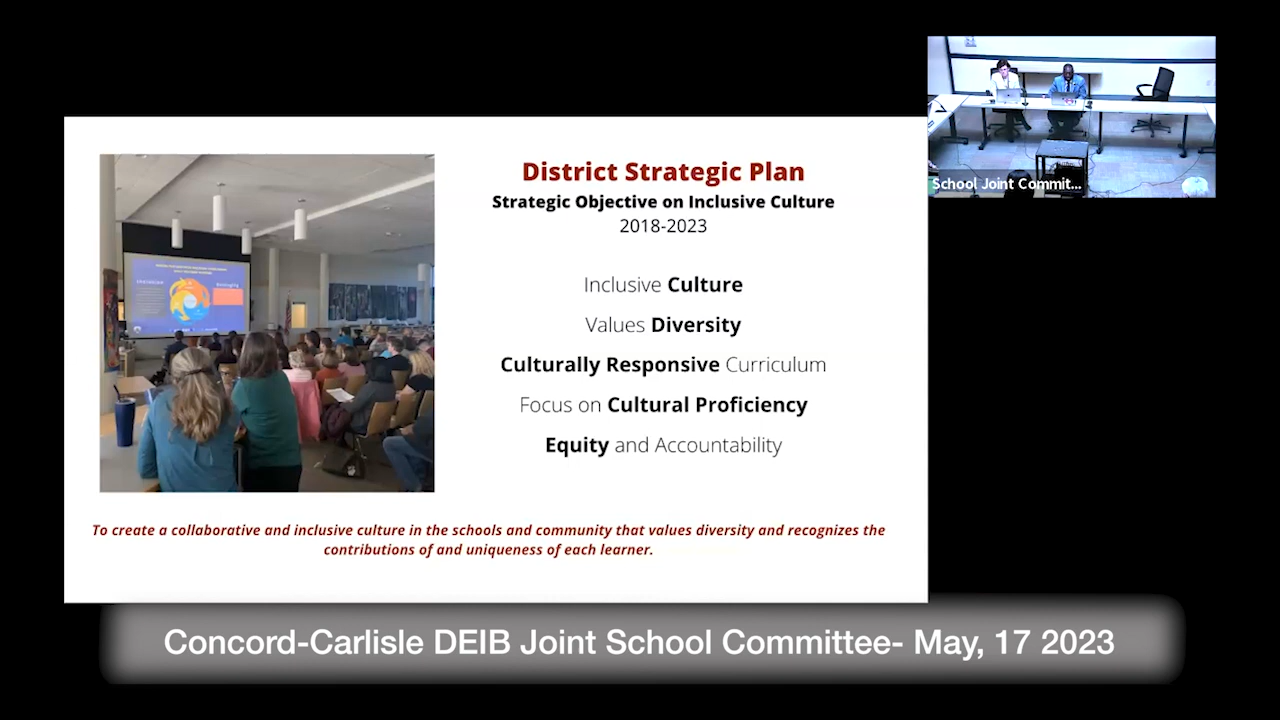 District Strategic Plan
Strategic Objective on Inclusive Culture
2018-2023
Inclusive Culture
Values Diversity
Culturally Responsive Curriculum
Focus on Cultural Proficiency
Equity and Accountability
To create a collaborative and inclusive culture in the schools and community that values diversity and recognizes the
contributions of and uniqueness of each learner.
School Joint Commit...
Concord-Carlisle DEIB Joint School Committee- May, 17 2023